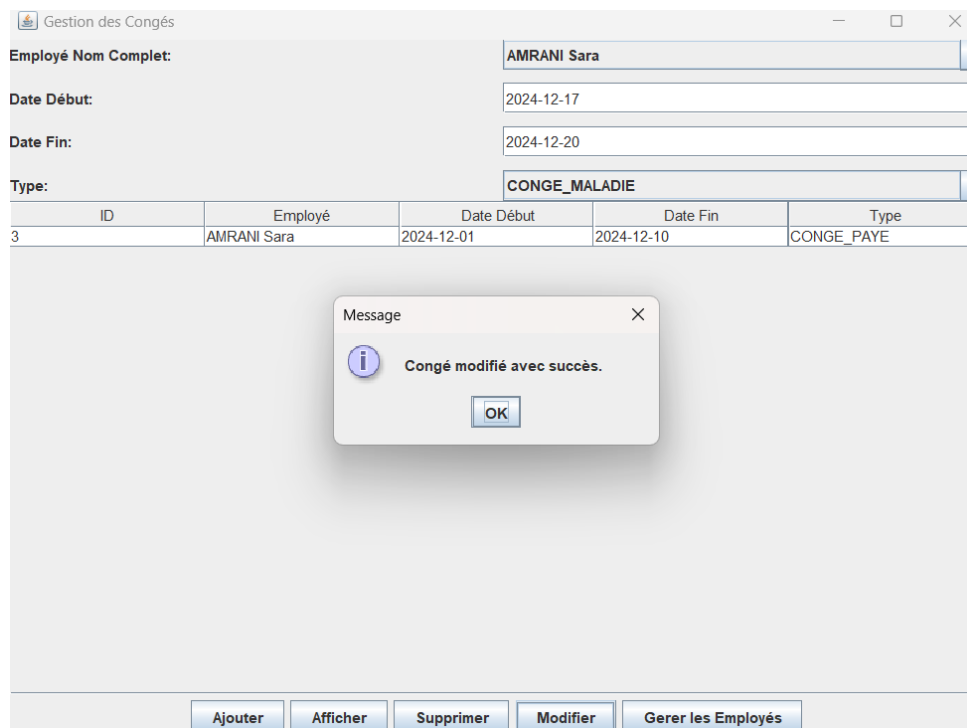 Gestion des Congés
Employé Nom Complet: AMRANI Sara
Date Début: 2024-12-17
Date Fin: 2024-12-20
Type: CONGE_MALADIE
ID Employé Date Début Date Fin Type
3 AMRANI Sara 2024-12-01 2024-12-10 CONGE_PAYE
Message
Congé modifié avec succès.
OK
Ajouter Afficher Supprimer Modifier Gerer les Employés